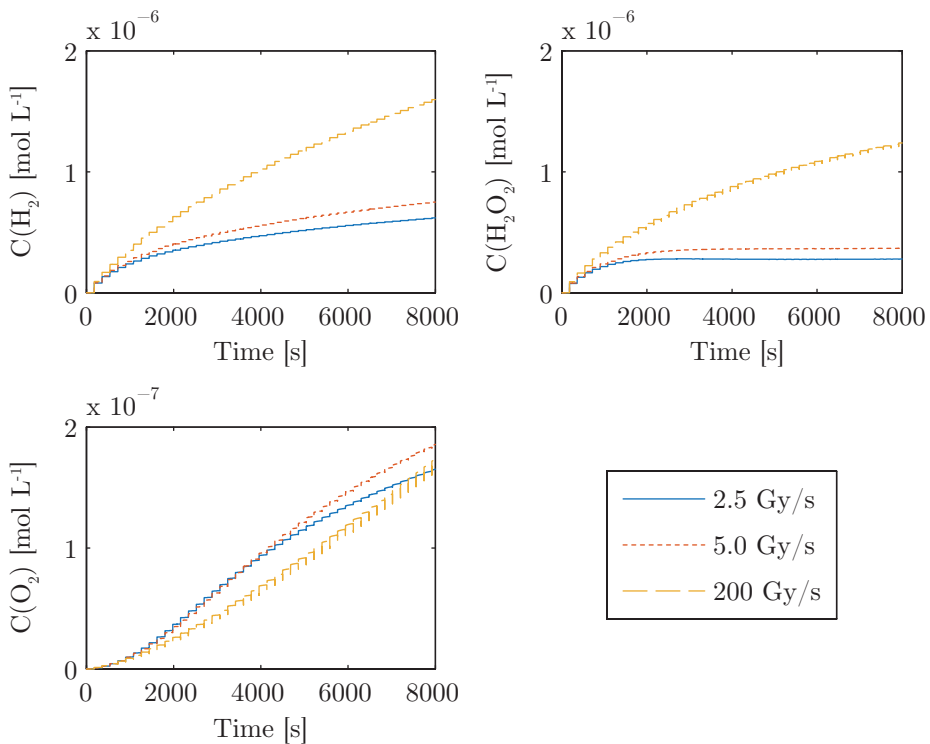 x 10⁻⁶
2
1
0
C(H₂) [mol L⁻¹]
0 2000 4000 6000 8000
Time [s]
x 10⁻⁶
2
1
0
C(H₂O₂) [mol L⁻¹]
0 2000 4000 6000 8000
Time [s]
x 10⁻⁷
2
1
0
C(O₂) [mol L⁻¹]
0 2000 4000 6000 8000
Time [s]
2.5 Gy/s
5.0 Gy/s
200 Gy/s